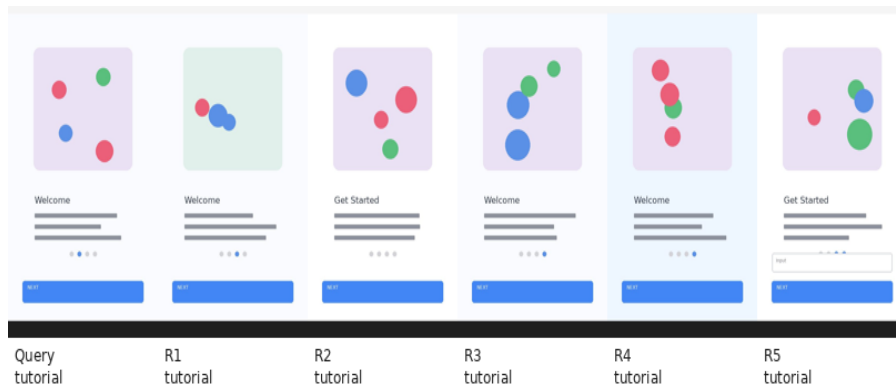 Welcome
Welcome
Get Started
Welcome
Welcome
Get Started
Input
NEXT
NEXT
NEXT
NEXT
NEXT
NEXT
Query
tutorial
R1
tutorial
R2
tutorial
R3
tutorial
R4
tutorial
R5
tutorial